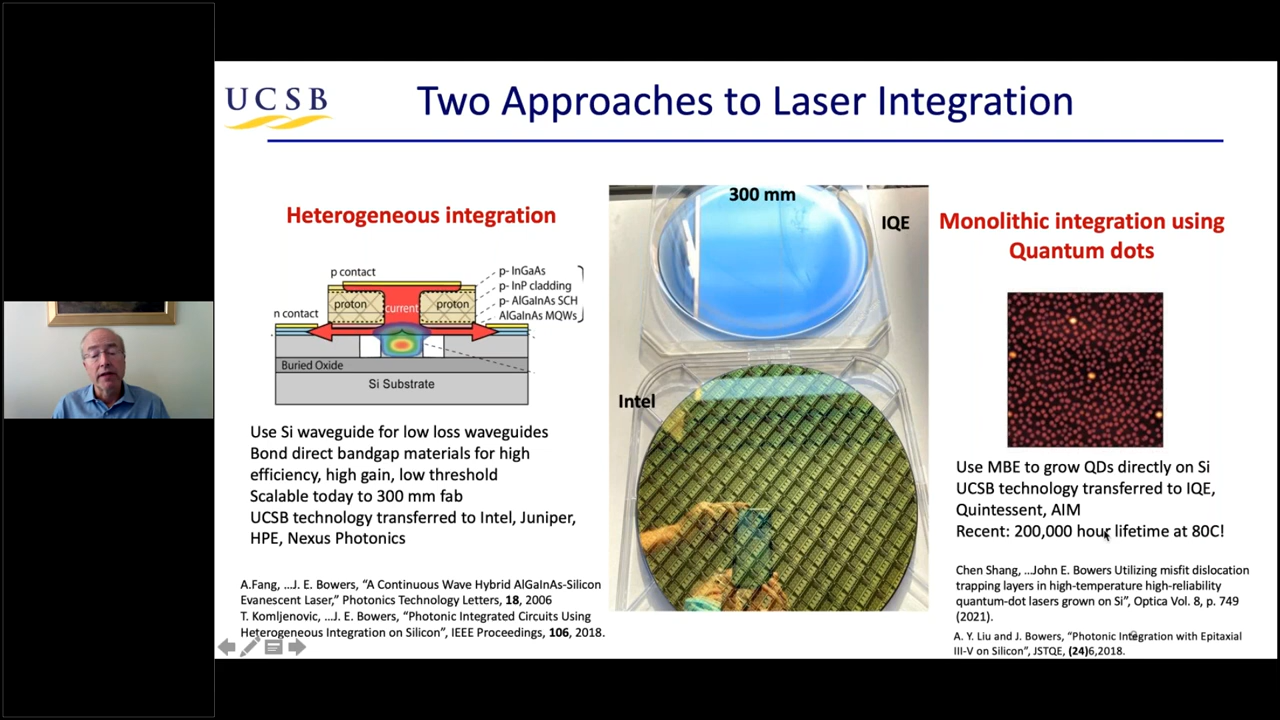 UCSB
Two Approaches to Laser Integration
Heterogeneous integration
p contact
n contact
proton
current
proton
p- InGaAs
p- InP cladding
p- AlGaInAs SCH
AlGaInAs MQWs
Buried Oxide
Si Substrate
Use Si waveguide for low loss waveguides
Bond direct bandgap materials for high
efficiency, high gain, low threshold
Scalable today to 300 mm fab
UCSB technology transferred to Intel, Juniper,
HPE, Nexus Photonics
A.Fang, ...J. E. Bowers, “A Continuous Wave Hybrid AlGaInAs-Silicon
Evanescent Laser,” Photonics Technology Letters, 18, 2006
T. Komljenovic, ...J. E. Bowers, “Photonic Integrated Circuits Using
Heterogeneous Integration on Silicon”, IEEE Proceedings, 106, 2018.
300 mm
IQE
Intel
Monolithic integration using
Quantum dots
Use MBE to grow QDs directly on Si
UCSB technology transferred to IQE,
Quintessent, AIM
Recent: 200,000 hour lifetime at 80C!
Chen Shang, ...John E. Bowers Utilizing misfit dislocation
trapping layers in high-temperature high-reliability
quantum-dot lasers grown on Si”, Optica Vol. 8, p. 749
(2021).
A. Y. Liu and J. Bowers, “Photonic Integration with Epitaxial
III-V on Silicon”, JSTQE, (24)6,2018.